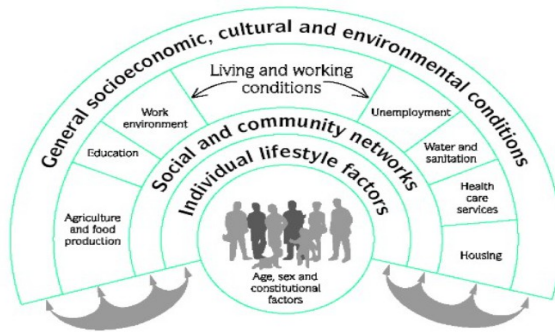 General socioeconomic, cultural and environmental conditions
Living and working
conditions
Work
environment
Unemployment
Education
Water and
sanitation
Social and community networks
Individual lifestyle factors
Health
care
services
Agriculture
and food
production
Housing
Age, sex and
constitutional
factors